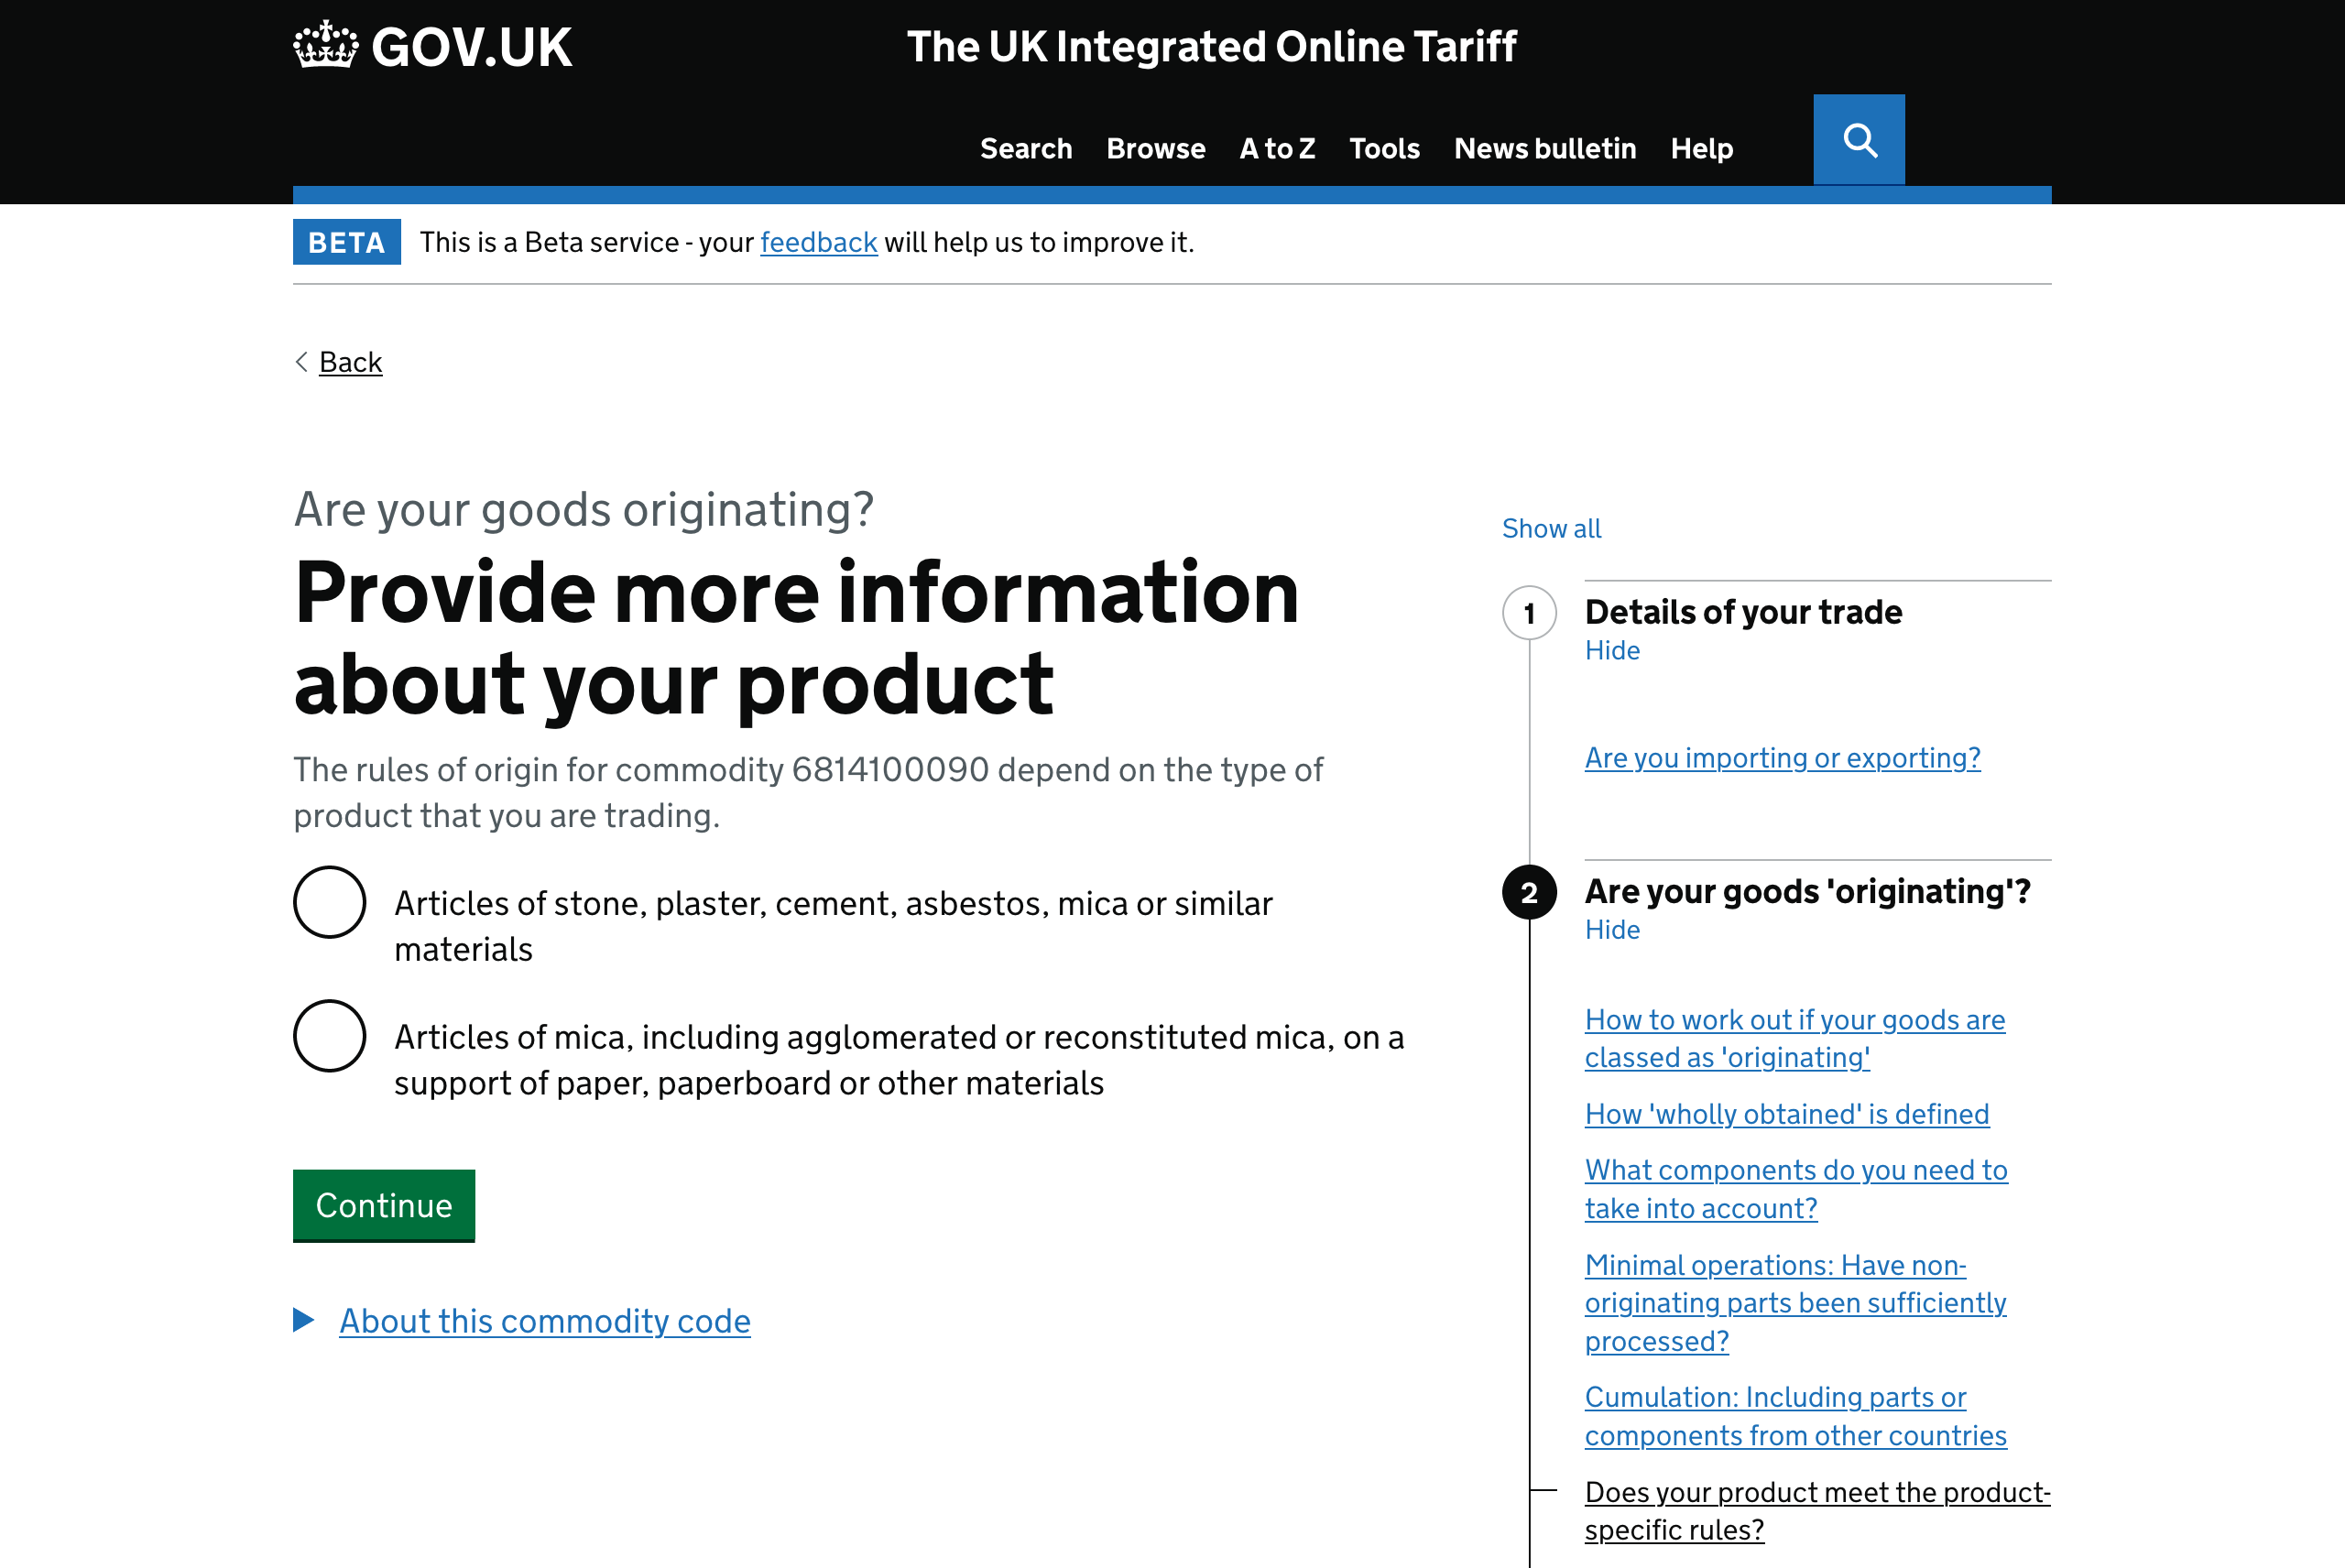 GOV.UK
The UK Integrated Online Tariff
Search Browse A to Z Tools News bulletin Help
BETA This is a Beta service - your feedback will help us to improve it.
Back
Are your goods originating?
Provide more information
about your product
The rules of origin for commodity 6814100090 depend on the type of
product that you are trading.
Articles of stone, plaster, cement, asbestos, mica or similar
materials
Articles of mica, including agglomerated or reconstituted mica, on a
support of paper, paperboard or other materials
Continue
About this commodity code
Show all
1 Details of your trade
Hide
Are you importing or exporting?
2 Are your goods 'originating'?
Hide
How to work out if your goods are
classed as 'originating'
How 'wholly obtained' is defined
What components do you need to
take into account?
Minimal operations: Have non-
originating parts been sufficiently
processed?
Cumulation: Including parts or
components from other countries
Does your product meet the product-
specific rules?